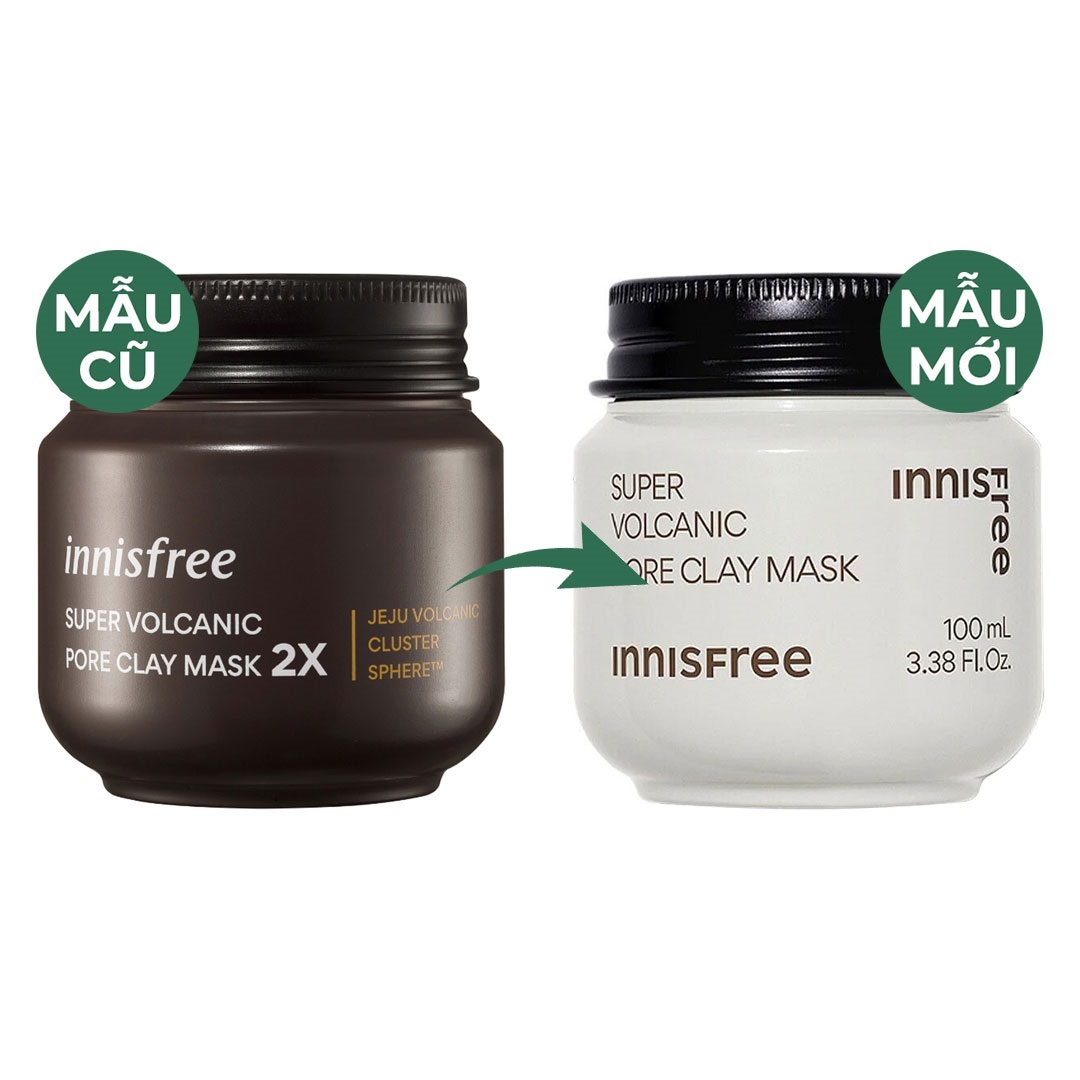 MẪU
CŨ
innisfree
SUPER VOLCANIC
PORE CLAY MASK 2X
JEJU VOLCANIC
CLUSTER
SPHERE™
MẪU
MỚI
SUPER
VOLCANIC
PORE CLAY MASK
INNISFree
INNISFree
100 mL
3.38 Fl.Oz.